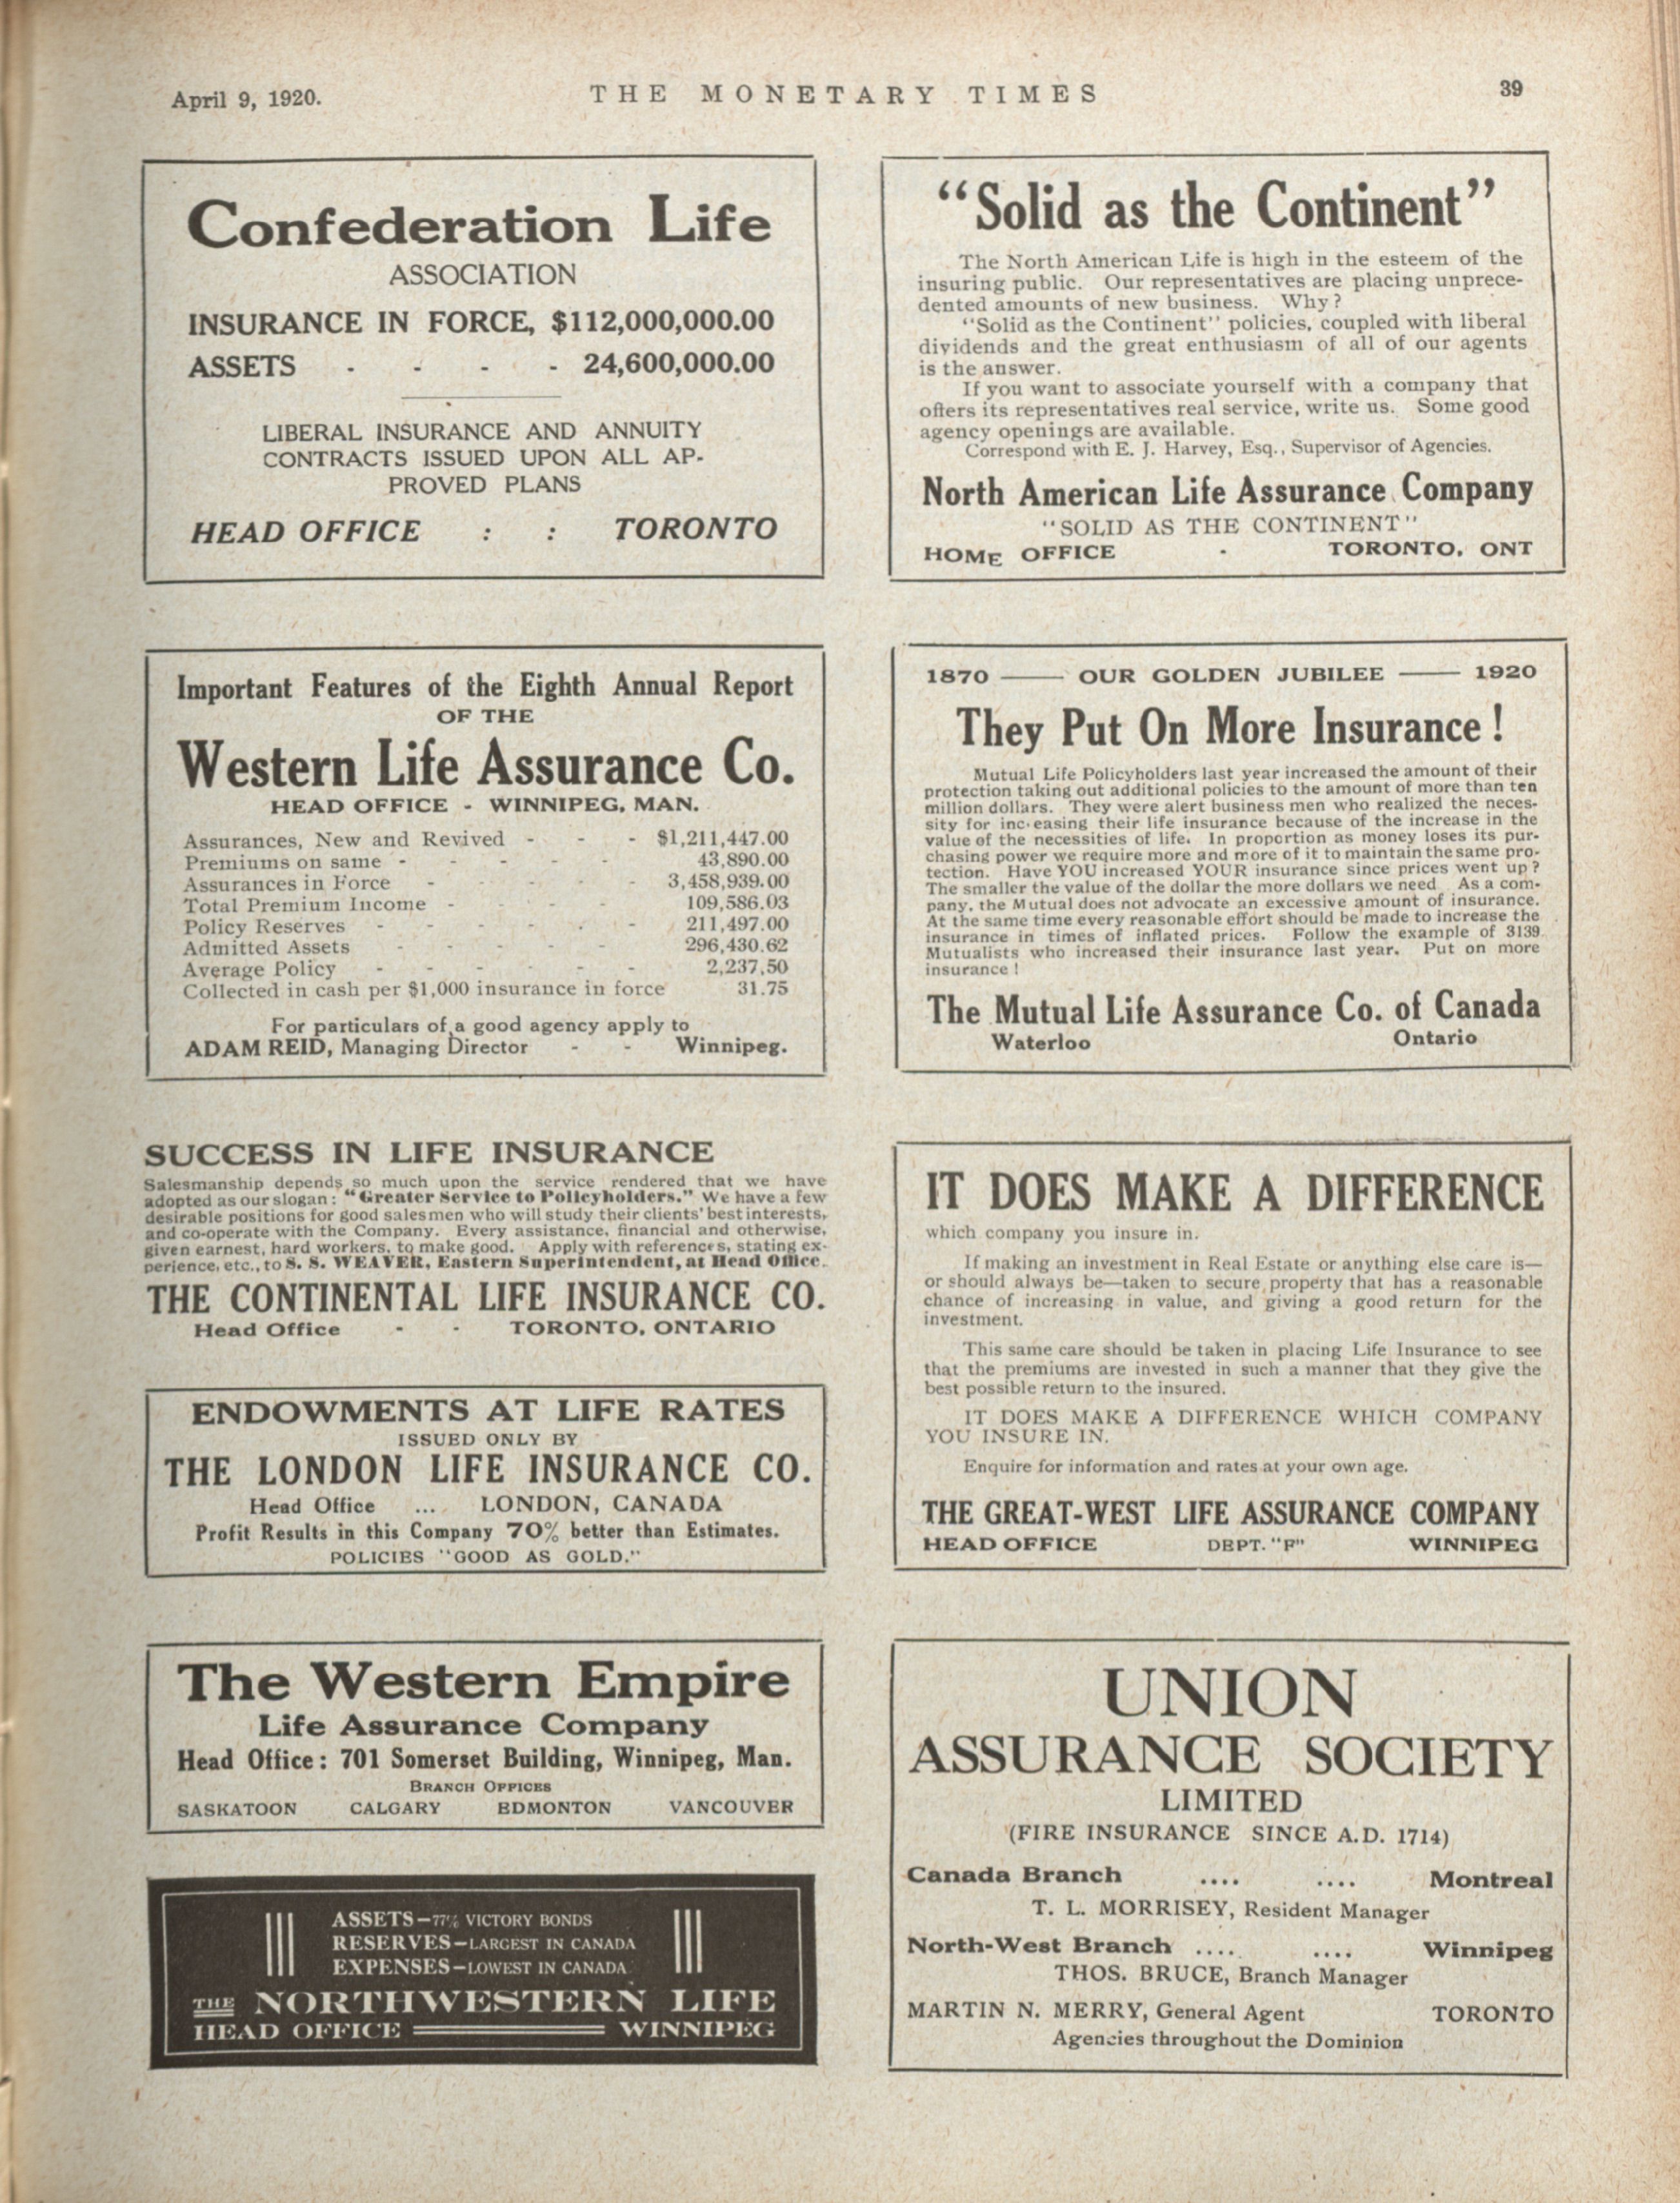 April 9, 1920.
THE MONETARY TIMES
39
Confederation Life
ASSOCIATION
INSURANCE IN FORCE, $112,000,000.00
ASSETS - - - - 24,600,000.00
LIBERAL INSURANCE AND ANNUITY
CONTRACTS ISSUED UPON ALL AP-
PROVED PLANS
HEAD OFFICE : : TORONTO
Important Features of the Eighth Annual Report
OF THE
Western Life Assurance Co.
HEAD OFFICE - WINNIPEG, MAN.
Assurances, New and Revived - - - $1,211,447.00
Premiums on same - - - - - 43,890.00
Assurances in Force - - - - - 3,458,939.00
Total Premium Income - - - - 109,586.03
Policy Reserves - - - - - - 211,497.00
Admitted Assets - - - - - 296,430.62
Average Policy - - - - - - 2,237.50
Collected in cash per $1,000 insurance in force 31.75
For particulars of a good agency apply to
ADAM REID, Managing Director - - Winnipeg.
SUCCESS IN LIFE INSURANCE
Salesmanship depends so much upon the service rendered that we have
adopted as our slogan: "Greater Service to Policyholders." We have a few
desirable positions for good salesmen who will study their clients' best interests,
and co-operate with the Company. Every assistance, financial and otherwise,
given earnest, hard workers, to make good. Apply with references, stating ex-
perience, etc., to S. S. WEAVER, Eastern Superintendent, at Head Office.
THE CONTINENTAL LIFE INSURANCE CO.
Head Office - - TORONTO, ONTARIO
ENDOWMENTS AT LIFE RATES
ISSUED ONLY BY
THE LONDON LIFE INSURANCE CO.
Head Office ... LONDON, CANADA
Profit Results in this Company 70% better than Estimates.
POLICIES "GOOD AS GOLD."
The Western Empire
Life Assurance Company
Head Office: 701 Somerset Building, Winnipeg, Man.
BRANCH OFFICES
SASKATOON CALGARY EDMONTON VANCOUVER
ASSETS—77% VICTORY BONDS
RESERVES—LARGEST IN CANADA
EXPENSES—LOWEST IN CANADA
THE NORTHWESTERN LIFE
HEAD OFFICE WINNIPEG
"Solid as the Continent"
The North American Life is high in the esteem of the
insuring public. Our representatives are placing unprece-
dented amounts of new business. Why?
"Solid as the Continent" policies, coupled with liberal
dividends and the great enthusiasm of all of our agents
is the answer.
If you want to associate yourself with a company that
offers its representatives real service, write us. Some good
agency openings are available.
Correspond with E. J. Harvey, Esq., Supervisor of Agencies.
North American Life Assurance Company
"SOLID AS THE CONTINENT"
HOME OFFICE - TORONTO, ONT
1870 —— OUR GOLDEN JUBILEE —— 1920
They Put On More Insurance!
Mutual Life Policyholders last year increased the amount of their
protection taking out additional policies to the amount of more than ten
million dollars. They were alert business men who realized the neces-
sity for increasing their life insurance because of the increase in the
value of the necessities of life. In proportion as money loses its pur-
chasing power we require more and more of it to maintain the same pro-
tection. Have YOU increased YOUR insurance since prices went up?
The smaller the value of the dollar the more dollars we need As a com-
pany, the Mutual does not advocate an excessive amount of insurance.
At the same time every reasonable effort should be made to increase the
insurance in times of inflated prices. Follow the example of 3139
Mutualists who increased their insurance last year. Put on more
insurance!
The Mutual Life Assurance Co. of Canada
Waterloo Ontario
IT DOES MAKE A DIFFERENCE
which company you insure in.
If making an investment in Real Estate or anything else care is—
or should always be—taken to secure property that has a reasonable
chance of increasing in value, and giving a good return for the
investment.
This same care should be taken in placing Life Insurance to see
that the premiums are invested in such a manner that they give the
best possible return to the insured.
IT DOES MAKE A DIFFERENCE WHICH COMPANY
YOU INSURE IN.
Enquire for information and rates at your own age.
THE GREAT-WEST LIFE ASSURANCE COMPANY
HEAD OFFICE DEPT. "F" WINNIPEG
UNION
ASSURANCE SOCIETY
LIMITED
(FIRE INSURANCE SINCE A.D. 1714)
Canada Branch .... .... Montreal
T. L. MORRISEY, Resident Manager
North-West Branch .... .... Winnipeg
THOS. BRUCE, Branch Manager
MARTIN N. MERRY, General Agent TORONTO
Agencies throughout the Dominion